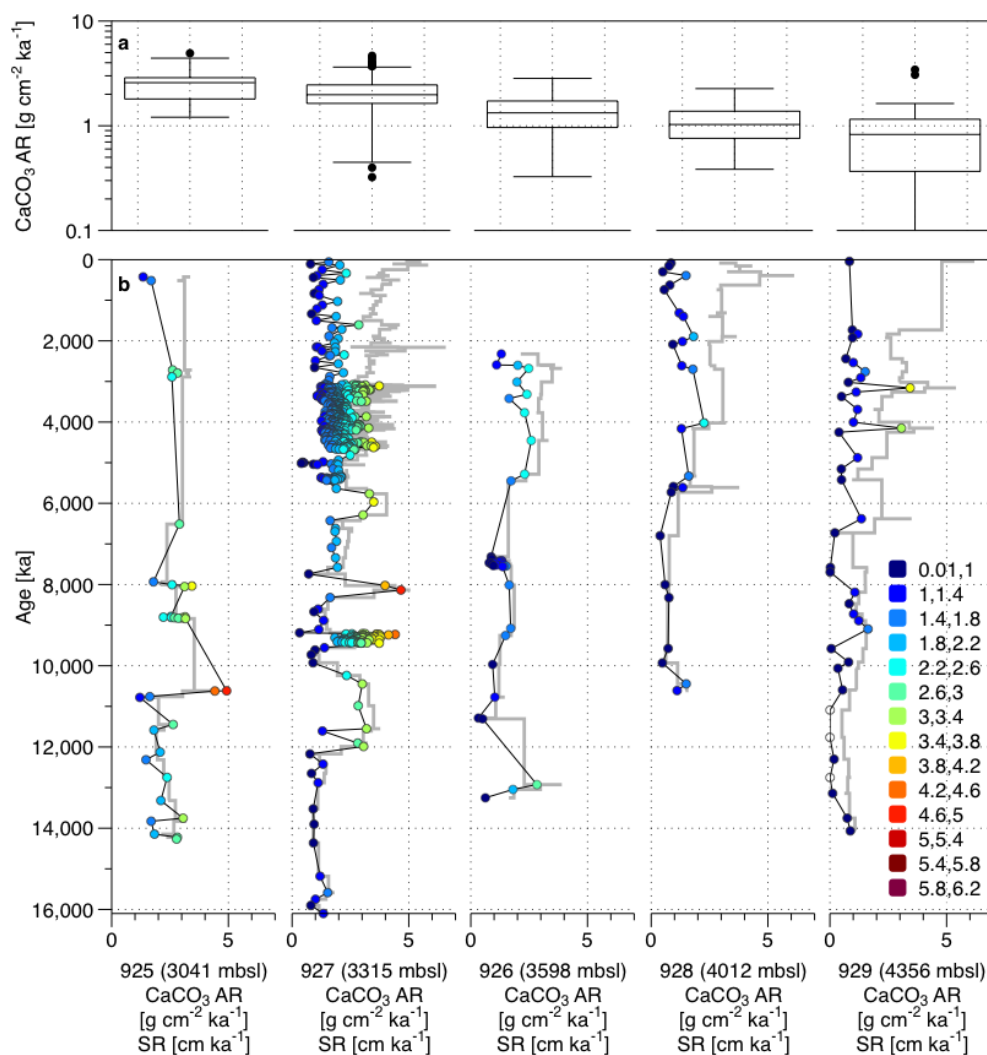 a
CaCO₃ AR [g cm⁻² ka⁻¹]
10
1
0.1
b
Age [ka]
0
2,000
4,000
6,000
8,000
10,000
12,000
14,000
16,000
0.01,1
1,1.4
1.4,1.8
1.8,2.2
2.2,2.6
2.6,3
3,3.4
3.4,3.8
3.8,4.2
4.2,4.6
4.6,5
5,5.4
5.4,5.8
5.8,6.2
0 5 0 5 0 5 0 5 0 5
925 (3041 mbsl) 927 (3315 mbsl) 926 (3598 mbsl) 928 (4012 mbsl) 929 (4356 mbsl)
CaCO₃ AR CaCO₃ AR CaCO₃ AR CaCO₃ AR CaCO₃ AR
[g cm⁻² ka⁻¹] [g cm⁻² ka⁻¹] [g cm⁻² ka⁻¹] [g cm⁻² ka⁻¹] [g cm⁻² ka⁻¹]
SR [cm ka⁻¹] SR [cm ka⁻¹] SR [cm ka⁻¹] SR [cm ka⁻¹] SR [cm ka⁻¹]